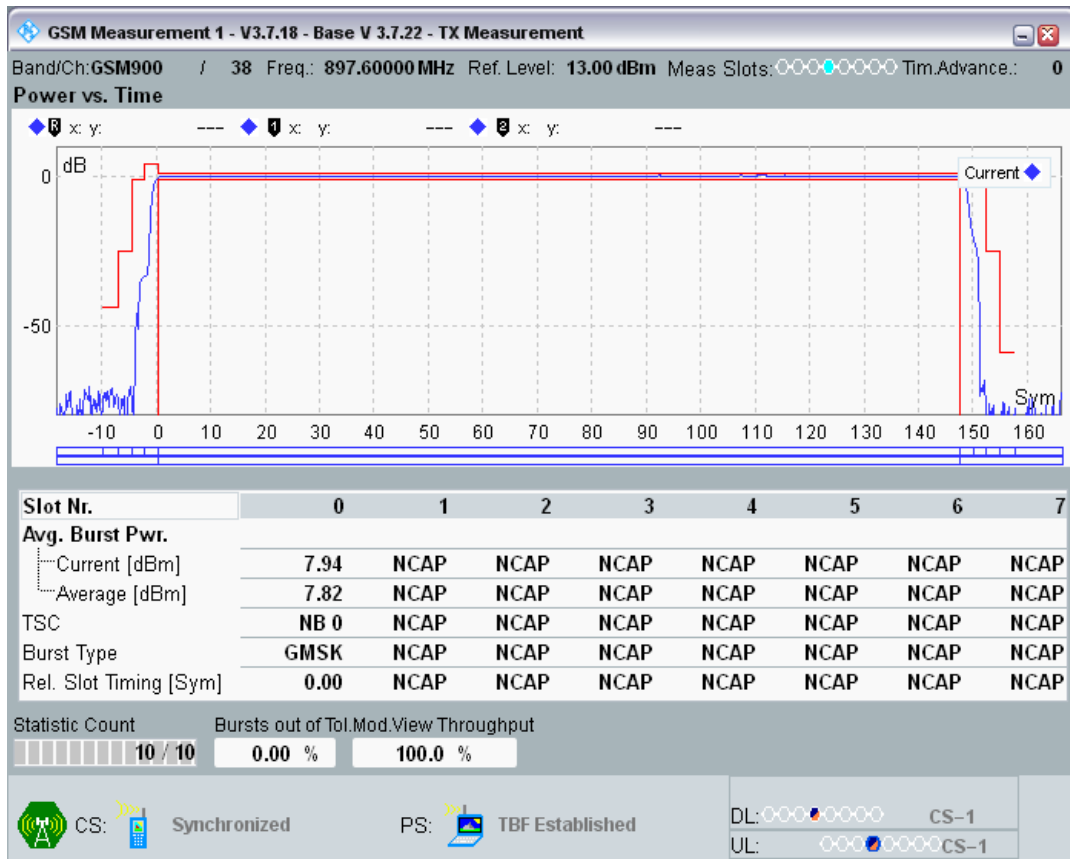 GSM Measurement 1 - V3.7.18 - Base V 3.7.22 - TX Measurement
Band/Ch:GSM900 / 38 Freq.: 897.60000 MHz Ref. Level: 13.00 dBm Meas Slots: Tim.Advance.: 0
Power vs. Time
R x: y: --- 1 x: y: --- 2 x: y: ---
dB
Current
0
-50
Sym
-10 0 10 20 30 40 50 60 70 80 90 100 110 120 130 140 150 160
Slot Nr. 0 1 2 3 4 5 6 7
Avg. Burst Pwr.
Current [dBm] 7.94 NCAP NCAP NCAP NCAP NCAP NCAP NCAP
Average [dBm] 7.82 NCAP NCAP NCAP NCAP NCAP NCAP NCAP
TSC NB 0 NCAP NCAP NCAP NCAP NCAP NCAP NCAP
Burst Type GMSK NCAP NCAP NCAP NCAP NCAP NCAP NCAP
Rel. Slot Timing [Sym] 0.00 NCAP NCAP NCAP NCAP NCAP NCAP NCAP
Statistic Count Bursts out of Tol.Mod.View Throughput
10 / 10 0.00 % 100.0 %
CS: Synchronized PS: TBF Established
DL: CS-1
UL: CS-1